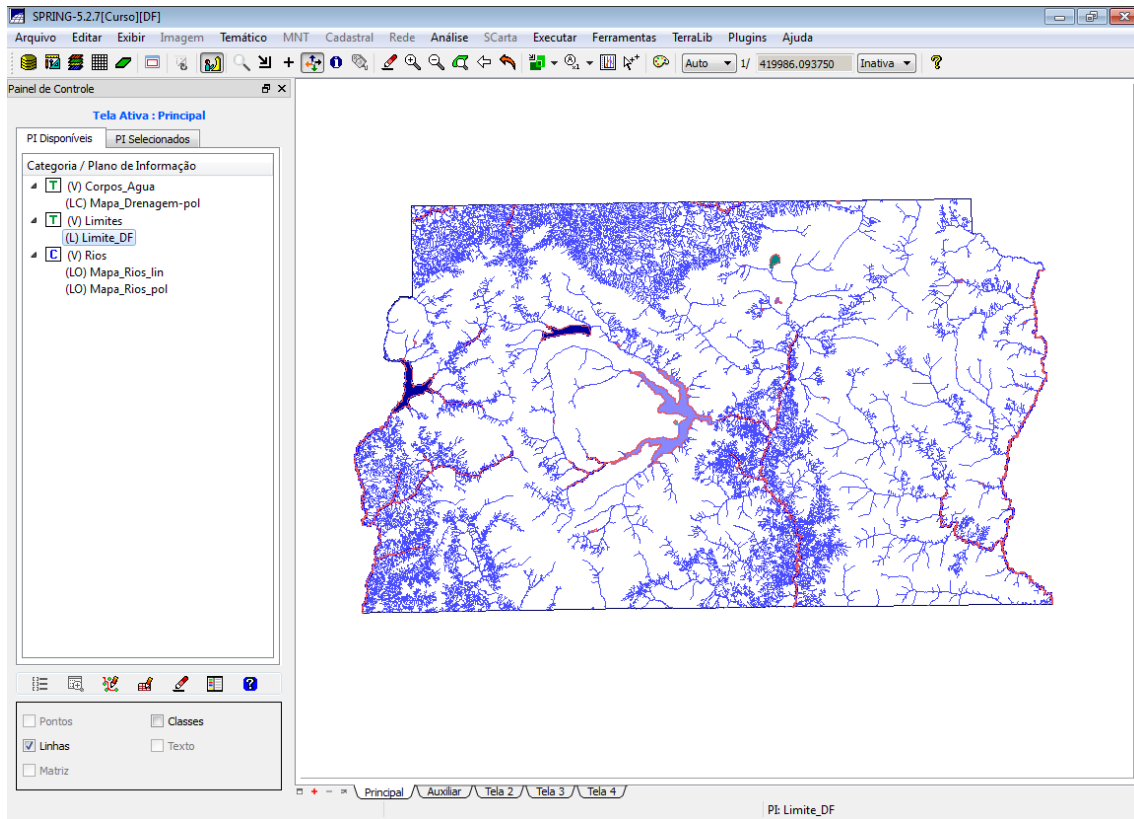 SPRING-5.2.7[Curso][DF]
Arquivo Editar Exibir Imagem Temático MNT Cadastral Rede Análise SCarta Executar Ferramentas TerraLib Plugins Ajuda
Auto 1/ 419986.093750 Inativa
Painel de Controle
Tela Ativa : Principal
PI Disponíveis PI Selecionados
Categoria / Plano de Informação
T (V) Corpos_Agua
(LC) Mapa_Drenagem-pol
T (V) Limites
(L) Limite_DF
C (V) Rios
(LO) Mapa_Rios_lin
(LO) Mapa_Rios_pol
Pontos Classes
Linhas Texto
Matriz
Principal Auxiliar Tela 2 Tela 3 Tela 4
PI: Limite_DF